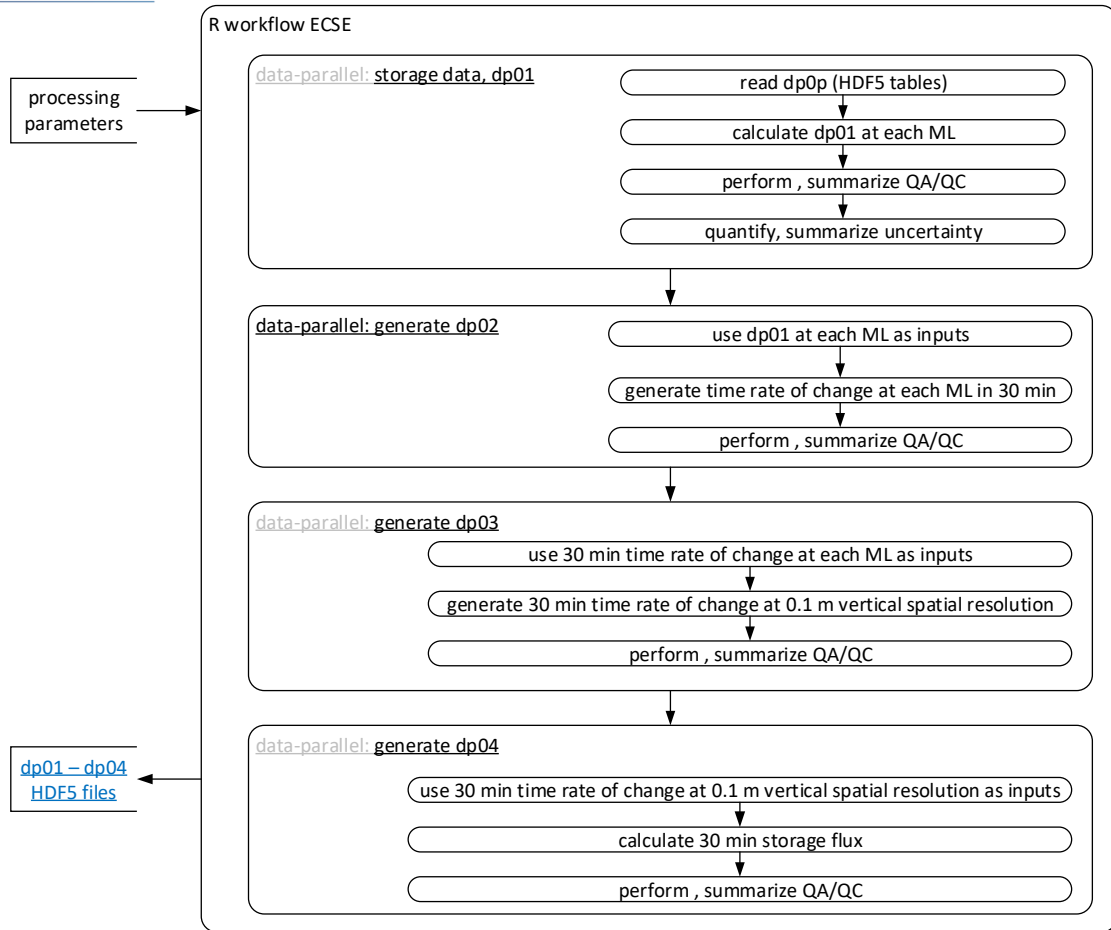 R workflow ECSE
processing
parameters
data-parallel: storage data, dp01
read dp0p (HDF5 tables)
calculate dp01 at each ML
perform , summarize QA/QC
quantify, summarize uncertainty
data-parallel: generate dp02
use dp01 at each ML as inputs
generate time rate of change at each ML in 30 min
perform , summarize QA/QC
data-parallel: generate dp03
use 30 min time rate of change at each ML as inputs
generate 30 min time rate of change at 0.1 m vertical spatial resolution
perform , summarize QA/QC
dp01 – dp04
HDF5 files
data-parallel: generate dp04
use 30 min time rate of change at 0.1 m vertical spatial resolution as inputs
calculate 30 min storage flux
perform , summarize QA/QC